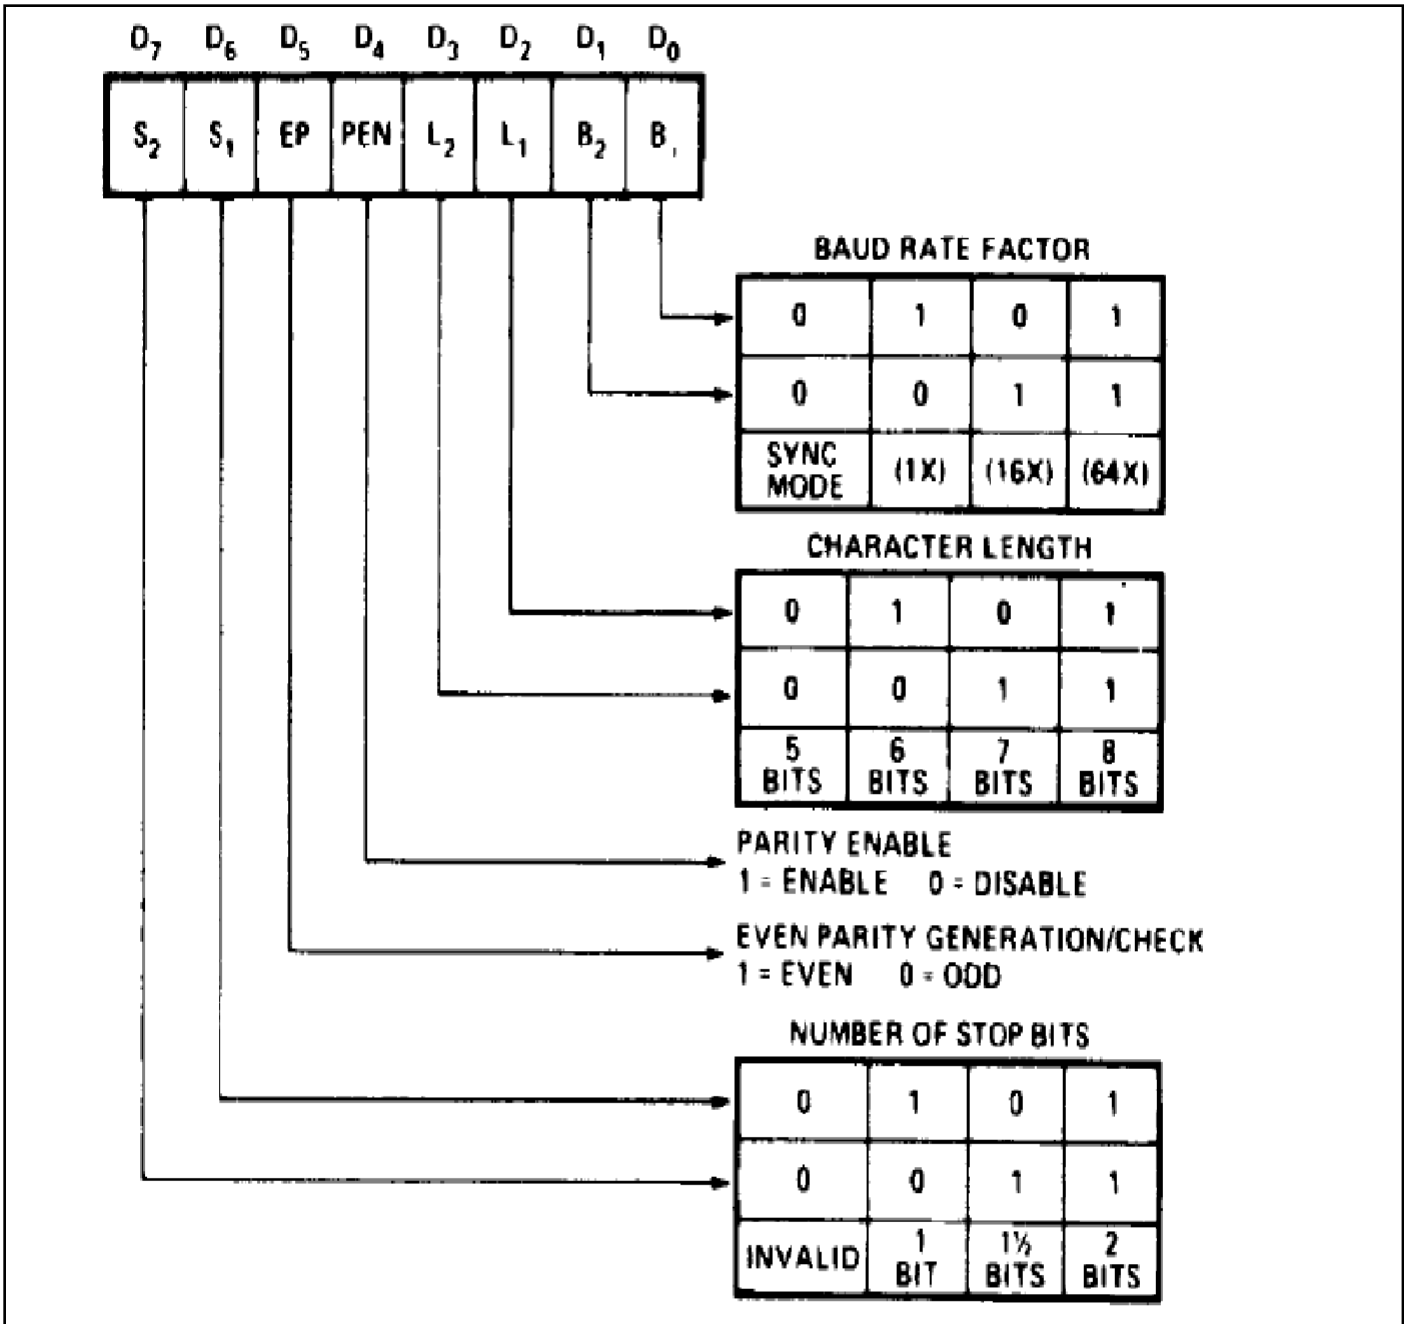 D7 D6 D5 D4 D3 D2 D1 D0
S2 S1 EP PEN L2 L1 B2 B1
BAUD RATE FACTOR
0 1 0 1
0 0 1 1
SYNC MODE (1X) (16X) (64X)
CHARACTER LENGTH
0 1 0 1
0 0 1 1
5 BITS 6 BITS 7 BITS 8 BITS
PARITY ENABLE
1 = ENABLE 0 = DISABLE
EVEN PARITY GENERATION/CHECK
1 = EVEN 0 = ODD
NUMBER OF STOP BITS
0 1 0 1
0 0 1 1
INVALID 1 BIT 1½ BITS 2 BITS